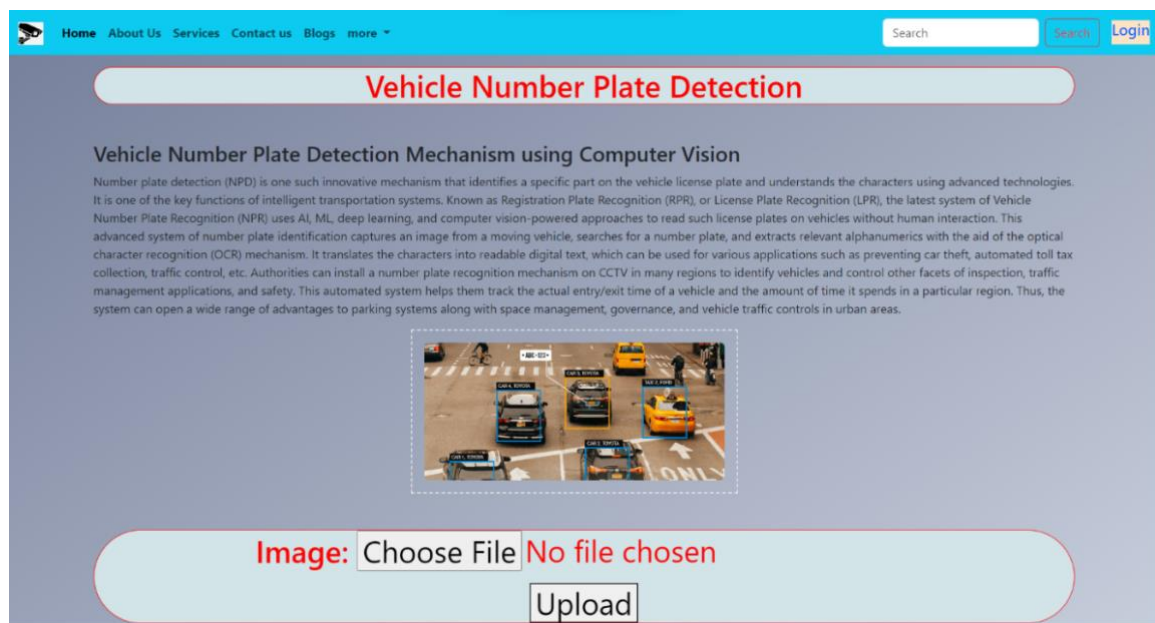 Home About Us Services Contact us Blogs more Search Search Login
Vehicle Number Plate Detection
Vehicle Number Plate Detection Mechanism using Computer Vision
Number plate detection (NPD) is one such innovative mechanism that identifies a specific part on the vehicle license plate and understands the characters using advanced technologies.
It is one of the key functions of intelligent transportation systems. Known as Registration Plate Recognition (RPR), or License Plate Recognition (LPR), the latest system of Vehicle
Number Plate Recognition (NPR) uses AI, ML, deep learning, and computer vision-powered approaches to read such license plates on vehicles without human interaction. This
advanced system of number plate identification captures an image from a moving vehicle, searches for a number plate, and extracts relevant alphanumerics with the aid of the optical
character recognition (OCR) mechanism. It translates the characters into readable digital text, which can be used for various applications such as preventing car theft, automated toll tax
collection, traffic control, etc. Authorities can install a number plate recognition mechanism on CCTV in many regions to identify vehicles and control other facets of inspection, traffic
management applications, and safety. This automated system helps them track the actual entry/exit time of a vehicle and the amount of time it spends in a particular region. Thus, the
system can open a wide range of advantages to parking systems along with space management, governance, and vehicle traffic controls in urban areas.
CAR 1, TOYOTA
ONLY
Image: Choose File No file chosen
Upload